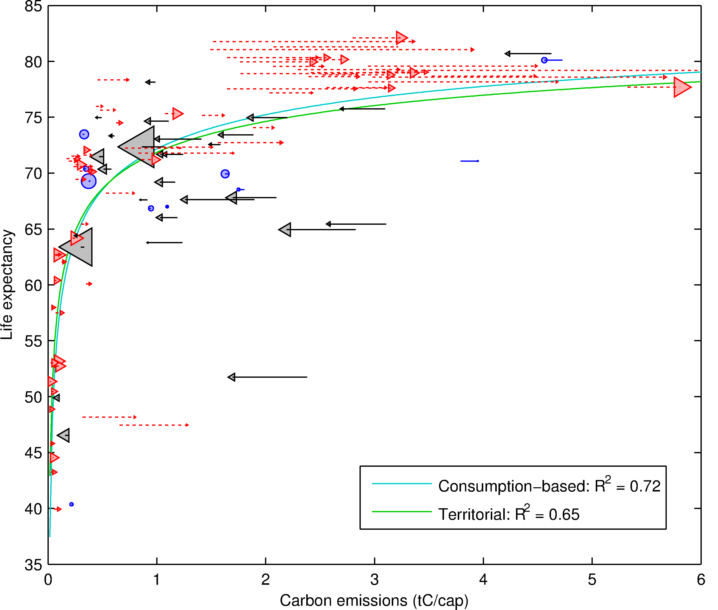 85
80
75
70
65
60
55
50
45
40
35
0 1 2 3 4 5 6
Life expectancy
Carbon emissions (tC/cap)
Consumption−based: R² = 0.72
Territorial: R² = 0.65